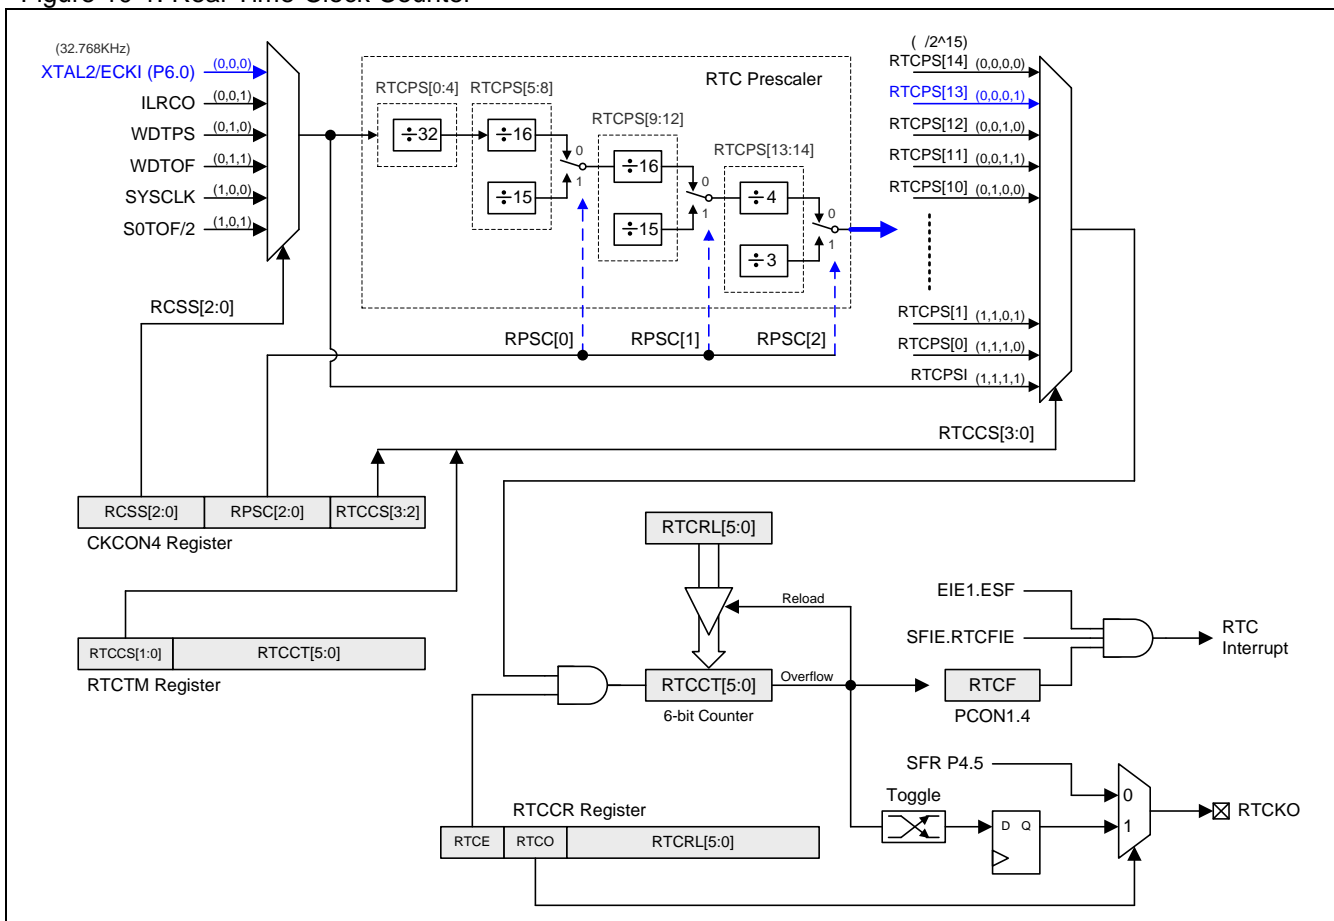 (32.768KHz)
XTAL2/ECKI (P6.0) (0,0,0)
ILRCO (0,0,1)
WDTPS (0,1,0)
WDTOF (0,1,1)
SYSCLK (1,0,0)
S0TOF/2 (1,0,1)
RCSS[2:0]
RTC Prescaler
RTCPS[0:4]
÷32
RTCPS[5:8]
÷16
÷15
0
1
RTCPS[9:12]
÷16
÷15
0
1
RTCPS[13:14]
÷4
÷3
0
1
RPSC[0]
RPSC[1]
RPSC[2]
( /2^15)
RTCPS[14] (0,0,0,0)
RTCPS[13] (0,0,0,1)
RTCPS[12] (0,0,1,0)
RTCPS[11] (0,0,1,1)
RTCPS[10] (0,1,0,0)
RTCPS[1] (1,1,0,1)
RTCPS[0] (1,1,1,0)
RTCPSI (1,1,1,1)
RTCCS[3:0]
RCSS[2:0] RPSC[2:0] RTCCS[3:2]
CKCON4 Register
RTCCS[1:0] RTCCT[5:0]
RTCTM Register
RTCRL[5:0]
Reload
RTCCT[5:0]
Overflow
6-bit Counter
EIE1.ESF
SFIE.RTCFIE
RTCF
PCON1.4
RTC
Interrupt
SFR P4.5
Toggle
D Q
0
1
RTCKO
RTCCR Register
RTCE RTCO RTCRL[5:0]